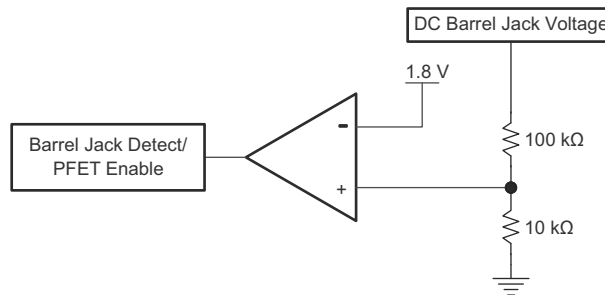 DC Barrel Jack Voltage
1.8 V
-
Barrel Jack Detect/
PFET Enable
100 kΩ
+
10 kΩ